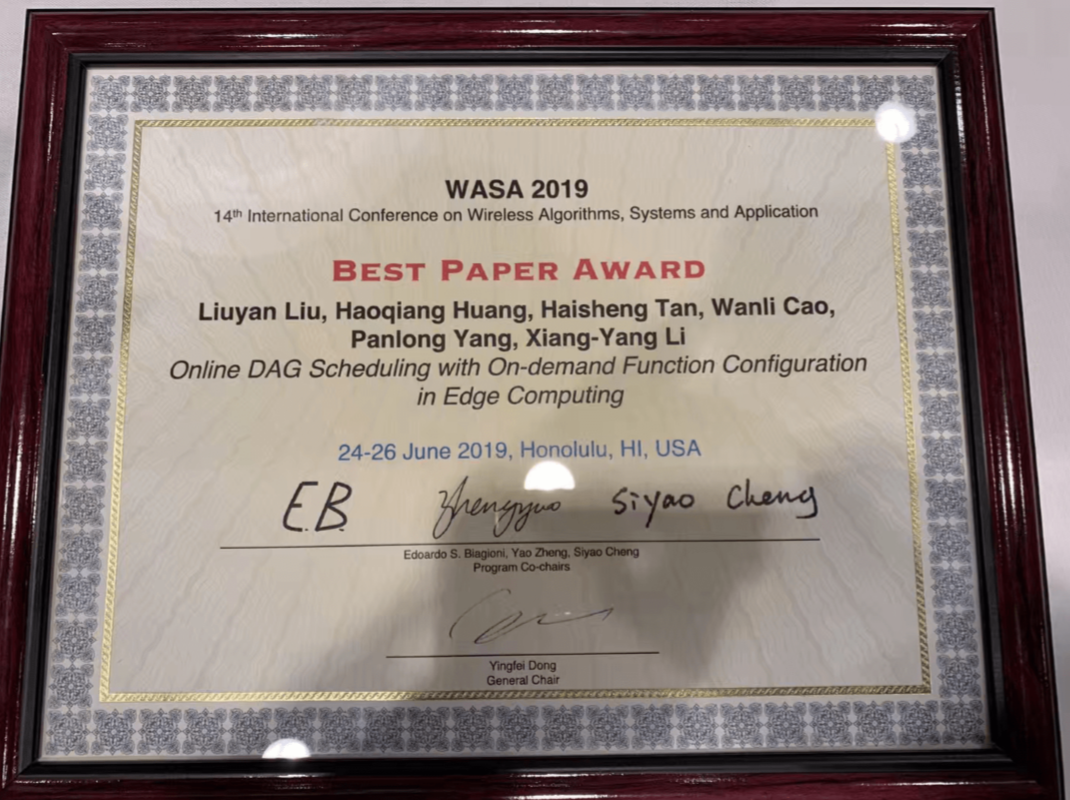 WASA 2019
14th International Conference on Wireless Algorithms, Systems and Application
BEST PAPER AWARD
Liuyan Liu, Haoqiang Huang, Haisheng Tan, Wanli Cao,
Panlong Yang, Xiang-Yang Li
Online DAG Scheduling with On-demand Function Configuration
in Edge Computing
24-26 June 2019, Honolulu, HI, USA
E.B. Zhengyao Siyao Cheng
Edoardo S. Biagioni, Yao Zheng, Siyao Cheng
Program Co-chairs
Yingfei Dong
General Chair